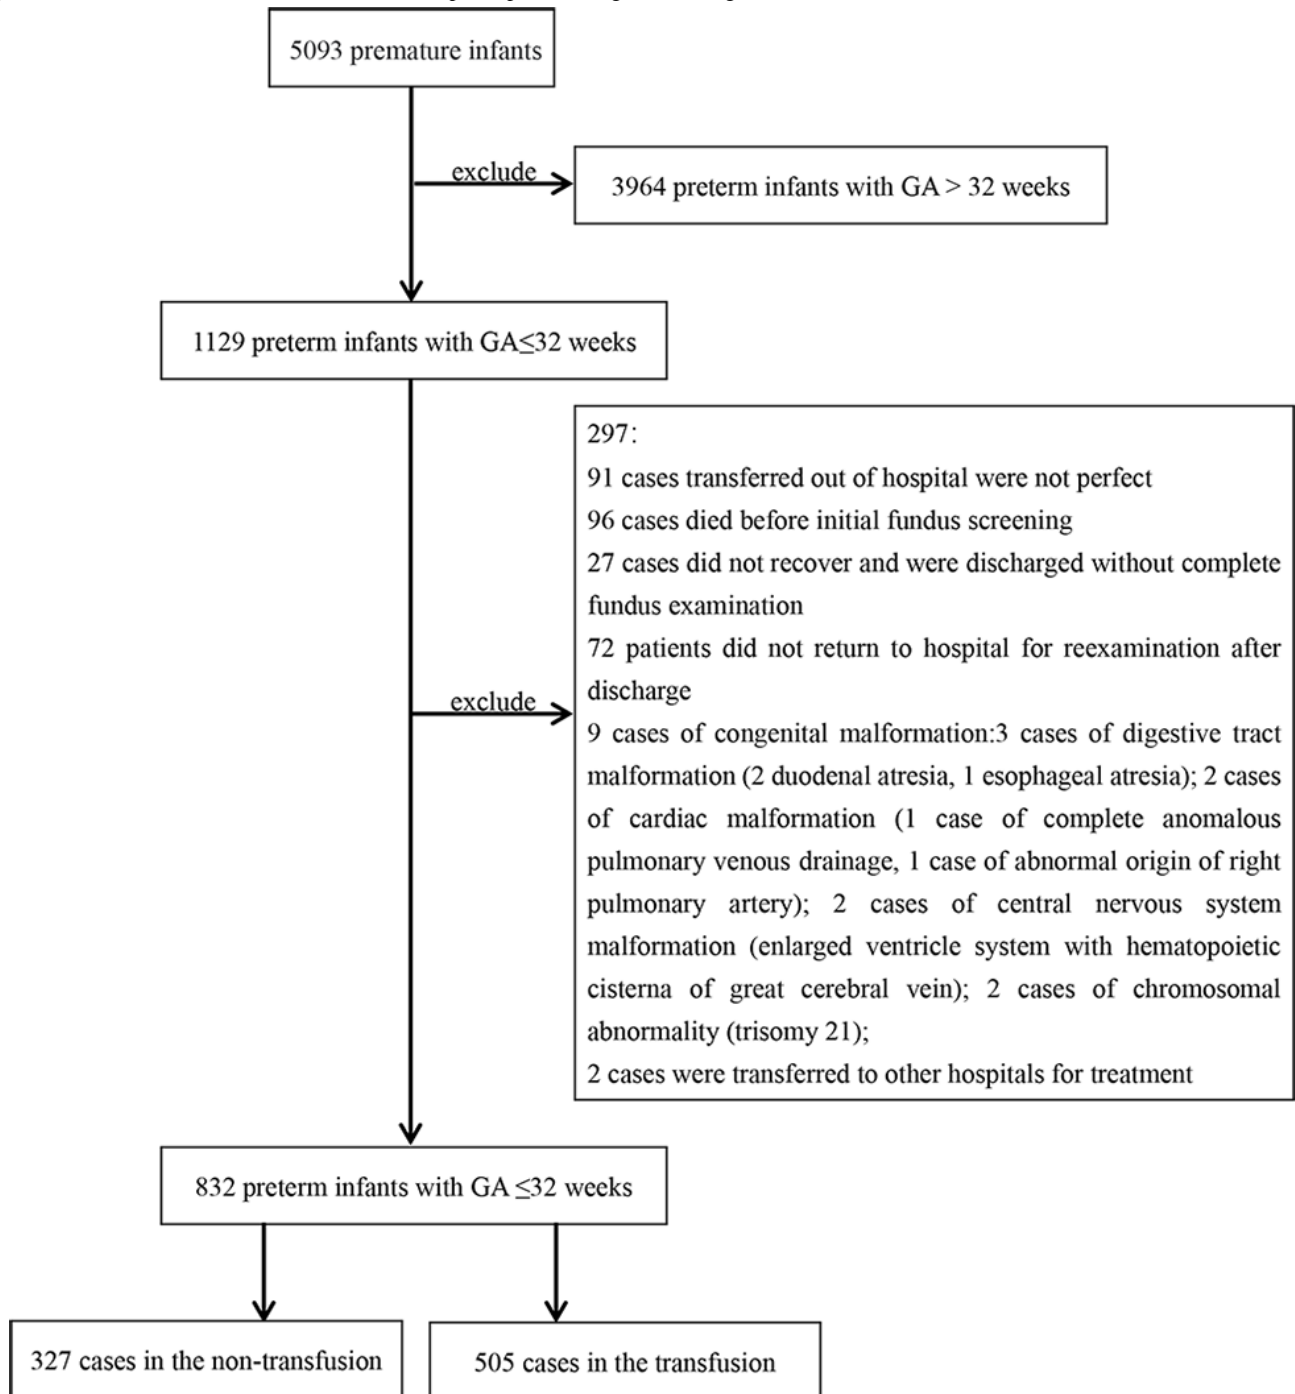 5093 premature infants
exclude
3964 preterm infants with GA > 32 weeks
1129 preterm infants with GA≤32 weeks
297:
91 cases transferred out of hospital were not perfect
96 cases died before initial fundus screening
27 cases did not recover and were discharged without complete
fundus examination
72 patients did not return to hospital for reexamination after
discharge
exclude
9 cases of congenital malformation:3 cases of digestive tract
malformation (2 duodenal atresia, 1 esophageal atresia); 2 cases
of cardiac malformation (1 case of complete anomalous
pulmonary venous drainage, 1 case of abnormal origin of right
pulmonary artery); 2 cases of central nervous system
malformation (enlarged ventricle system with hematopoietic
cisterna of great cerebral vein); 2 cases of chromosomal
abnormality (trisomy 21);
2 cases were transferred to other hospitals for treatment
832 preterm infants with GA ≤32 weeks
327 cases in the non-transfusion
505 cases in the transfusion